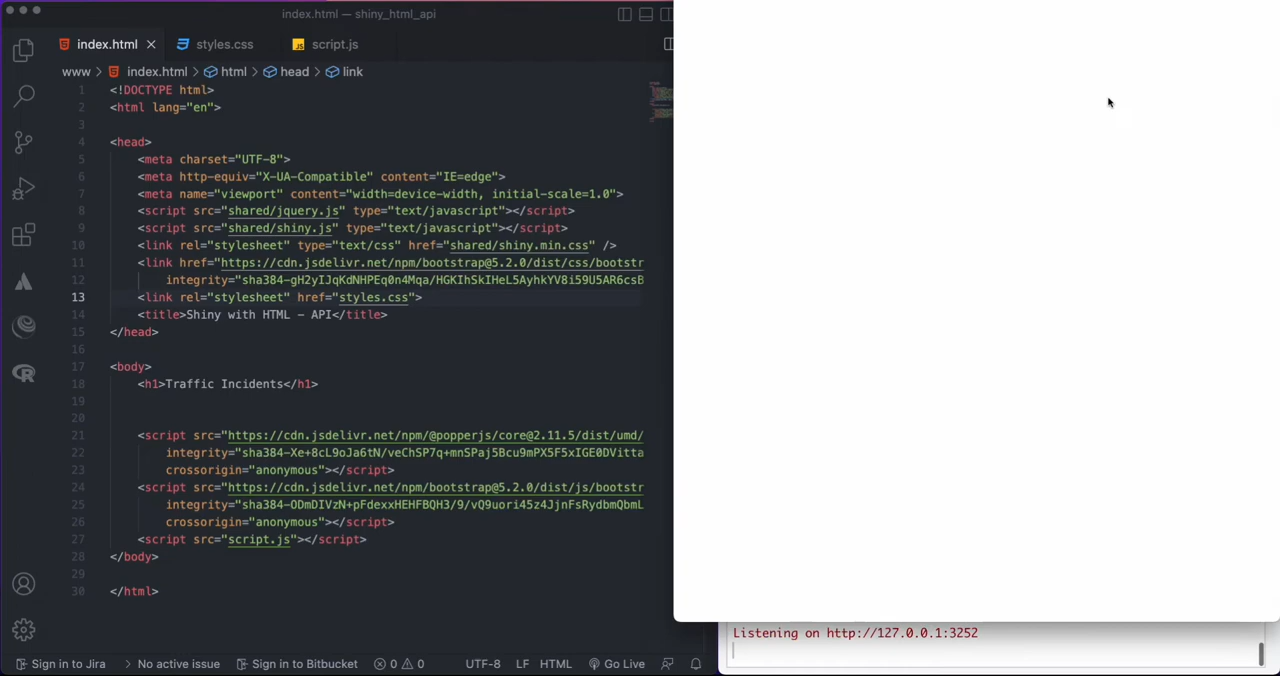 index.html — shiny_html_api
index.html
styles.css
JS script.js
www > index.html > html > head > link
1 <!DOCTYPE html>
2 <html lang="en">
3
4 <head>
5 <meta charset="UTF-8">
6 <meta http-equiv="X-UA-Compatible" content="IE=edge">
7 <meta name="viewport" content="width=device-width, initial-scale=1.0">
8 <script src="shared/jquery.js" type="text/javascript"></script>
9 <script src="shared/shiny.js" type="text/javascript"></script>
10 <link rel="stylesheet" type="text/css" href="shared/shiny.min.css" />
11 <link href="https://cdn.jsdelivr.net/npm/bootstrap@5.2.0/dist/css/bootstr
12 integrity="sha384-gH2yIJqKdNHPEq0n4Mqa/HGKIhSkIHeL5AyhkYV8i59U5AR6csB
13 <link rel="stylesheet" href="styles.css">
14 <title>Shiny with HTML - API</title>
15 </head>
16
17 <body>
18 <h1>Traffic Incidents</h1>
19
20
21 <script src="https://cdn.jsdelivr.net/npm/@popperjs/core@2.11.5/dist/umd/
22 integrity="sha384-Xe+8cL9oJa6tN/veChSP7q+mnSPaj5Bcu9mPX5F5xIGE0DVitta
23 crossorigin="anonymous"></script>
24 <script src="https://cdn.jsdelivr.net/npm/bootstrap@5.2.0/dist/js/bootstr
25 integrity="sha384-ODmDIVzN+pFdexxHEHFBQH3/9/vQ9uori45z4JjnFsRydbmQbmL
26 crossorigin="anonymous"></script>
27 <script src="script.js"></script>
28 </body>
29
30 </html>
Listening on http://127.0.0.1:3252
Sign in to Jira > No active issue Sign in to Bitbucket 0 0 UTF-8 LF HTML Go Live